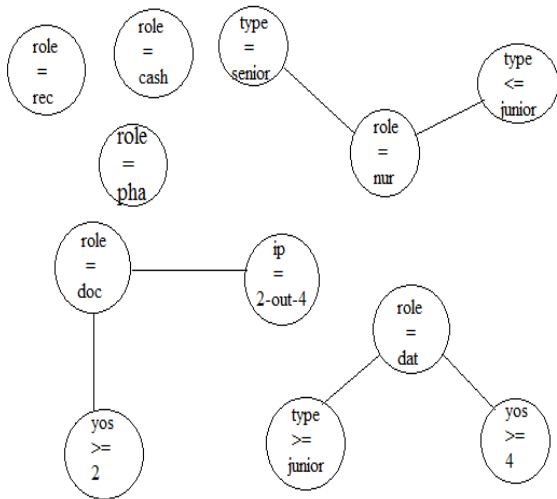 role
=
rec
role
=
cash
type
=
senior
type
<=
junior
role
=
pha
role
=
nur
role
=
doc
ip
=
2-out-4
role
=
dat
yos
>=
2
type
>=
junior
yos
>=
4